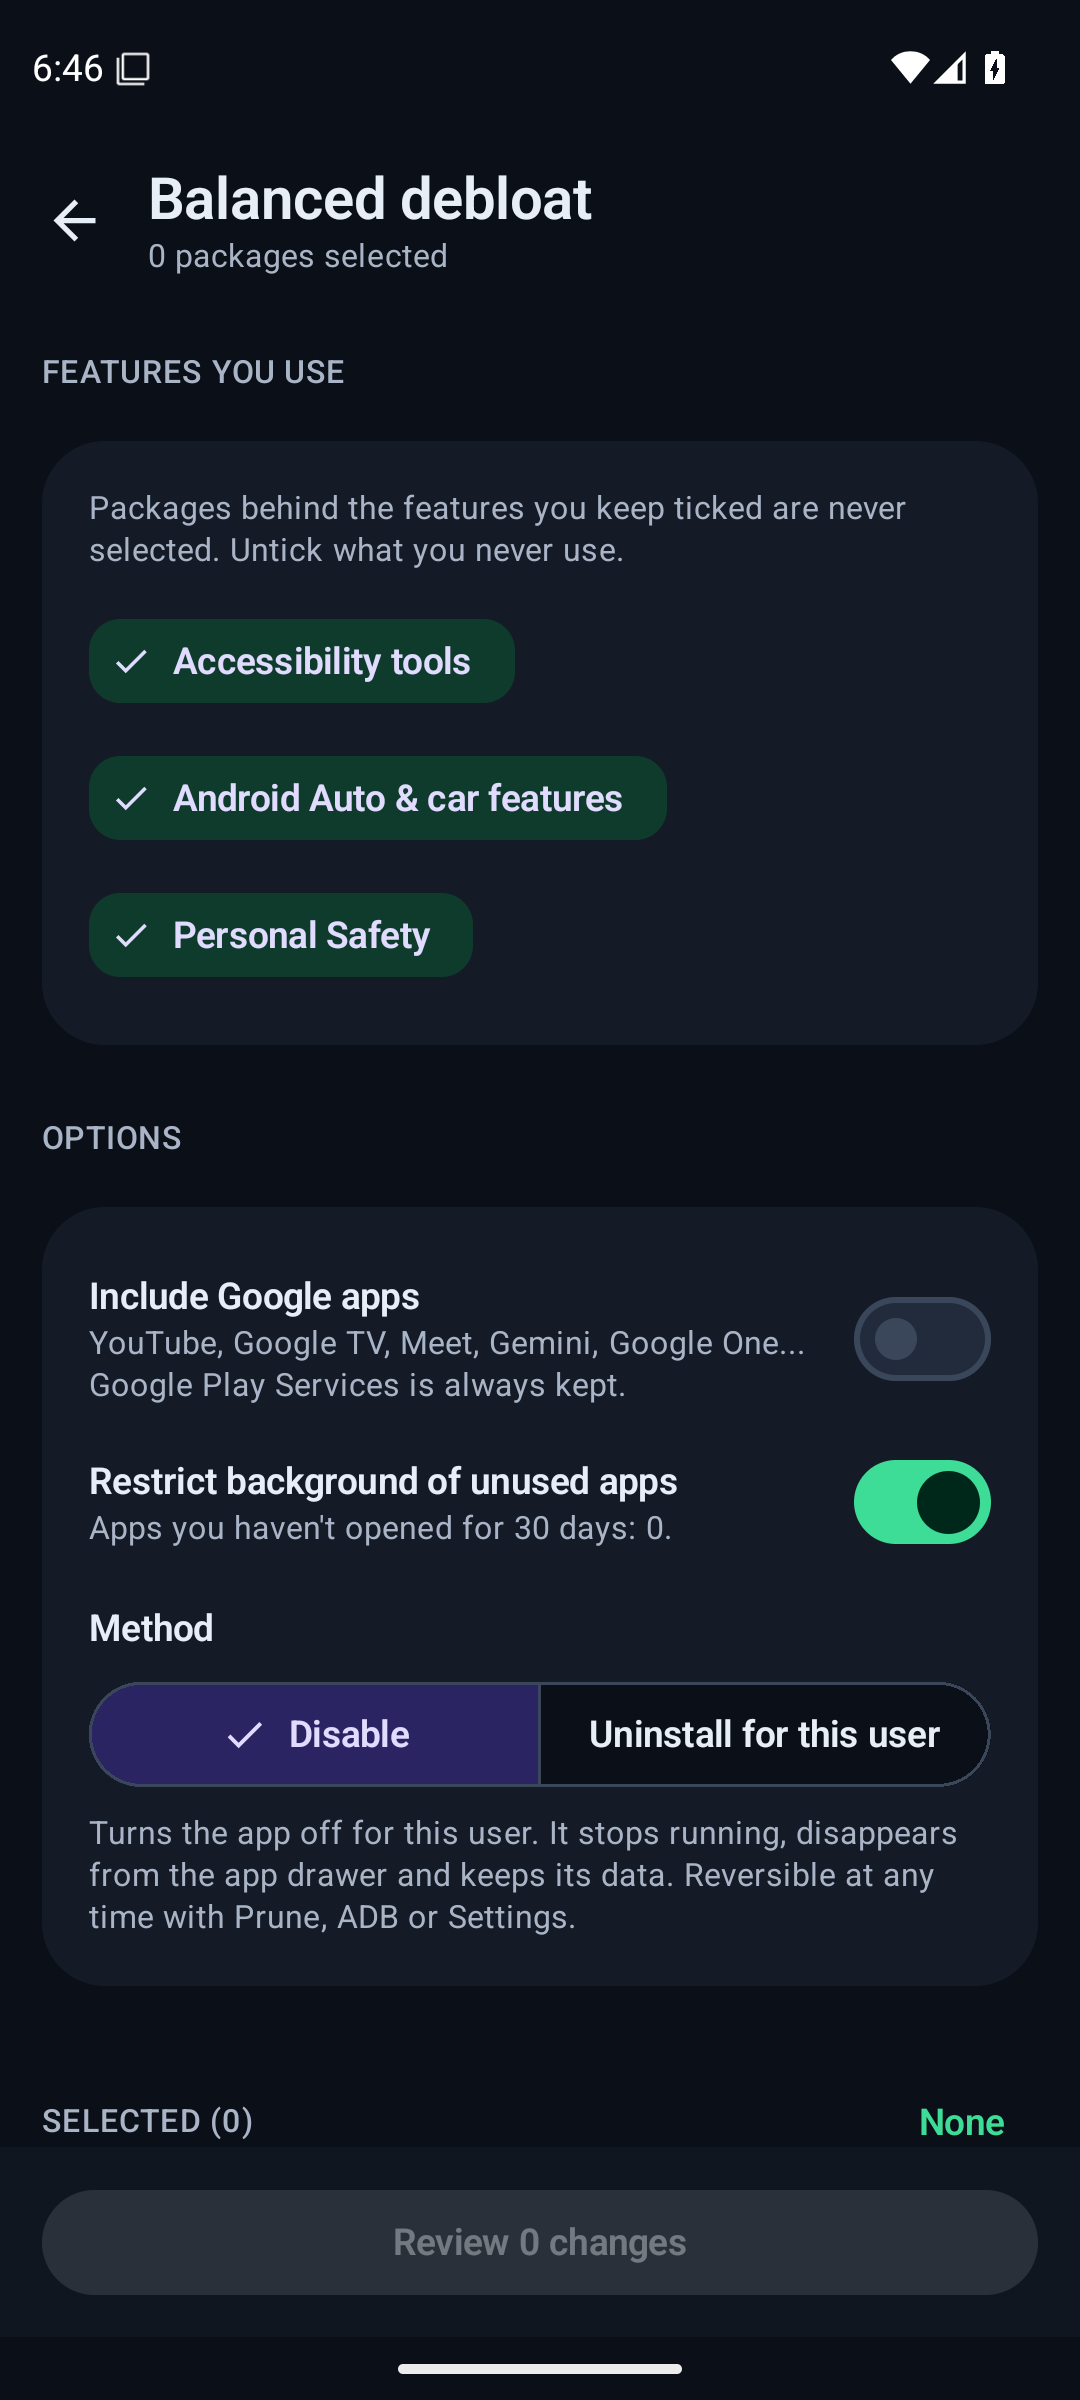 6:46
Balanced debloat
0 packages selected
FEATURES YOU USE
Packages behind the features you keep ticked are never
selected. Untick what you never use.
Accessibility tools
Android Auto & car features
Personal Safety
OPTIONS
Include Google apps
YouTube, Google TV, Meet, Gemini, Google One...
Google Play Services is always kept.
Restrict background of unused apps
Apps you haven't opened for 30 days: 0.
Method
Disable
Uninstall for this user
Turns the app off for this user. It stops running, disappears
from the app drawer and keeps its data. Reversible at any
time with Prune, ADB or Settings.
SELECTED (0)
None
Review 0 changes